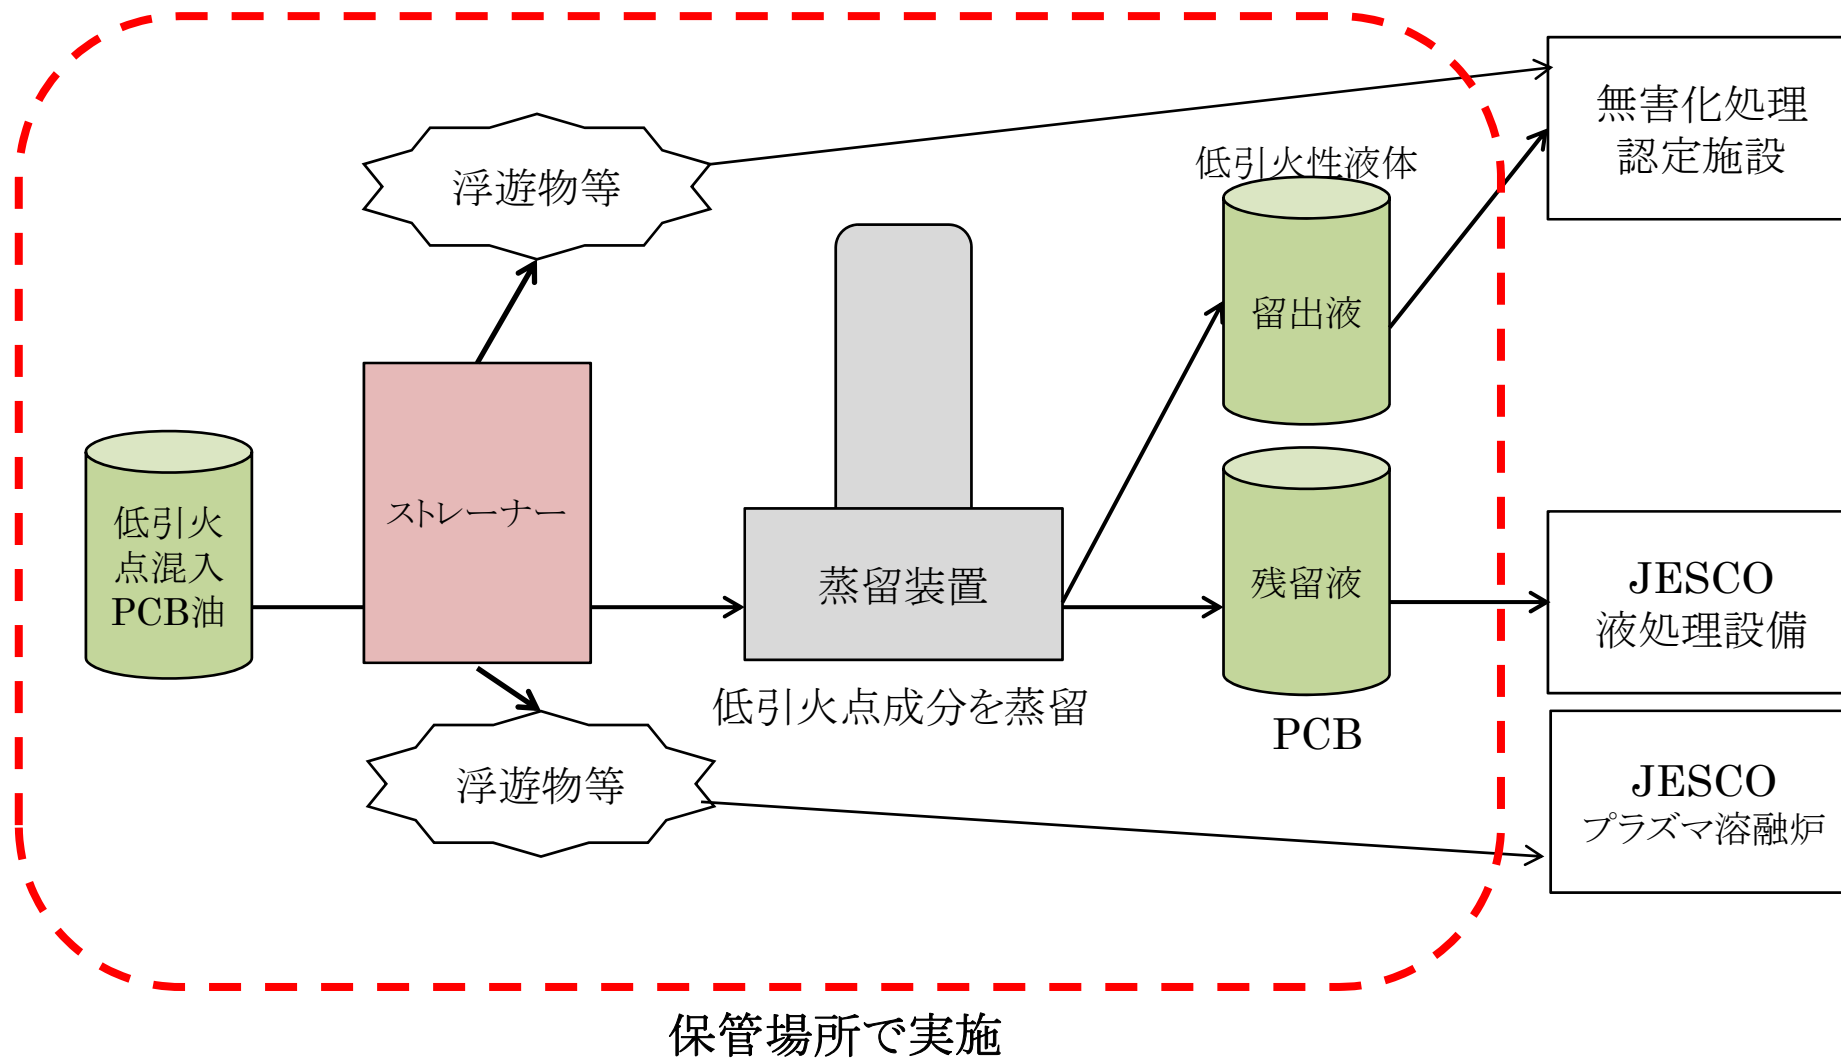 無害化処理
認定施設
浮遊物等
低引火性液体
留出液
ストレーナー
低引火
点混入
PCB油
蒸留装置
残留液
JESCO
液処理設備
低引火点成分を蒸留
PCB
浮遊物等
JESCO
プラズマ溶融炉
保管場所で実施